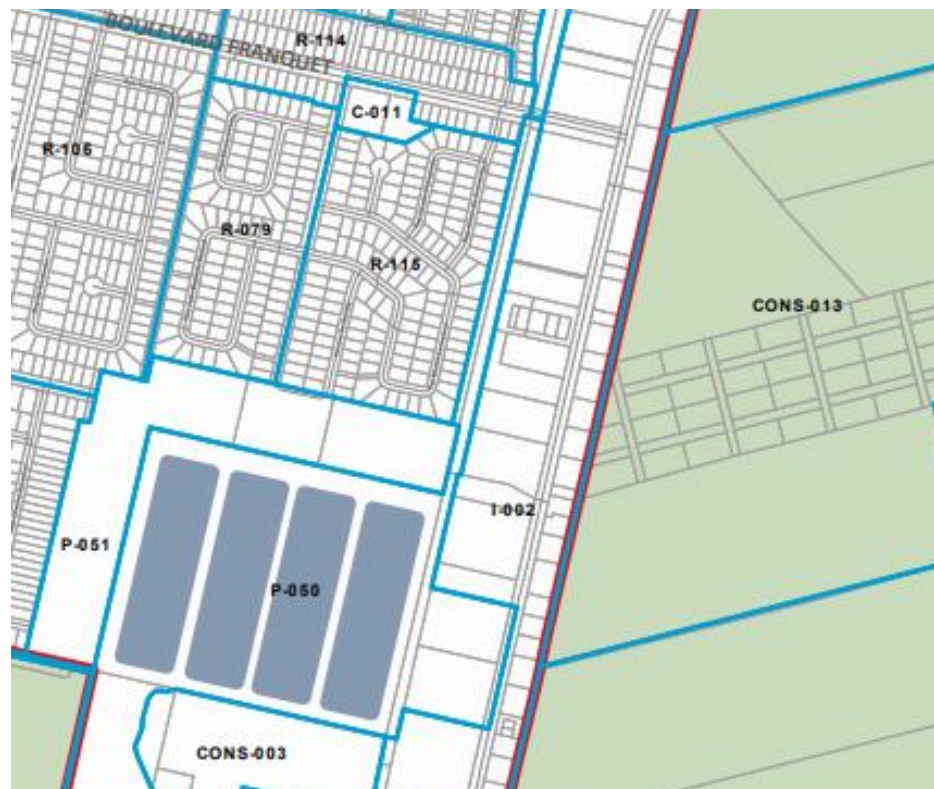 BOULEVARD FRANQUET
R-114
C-011
R-106
R-079
R-115
CONS-013
I-002
P-051
P-050
CONS-003